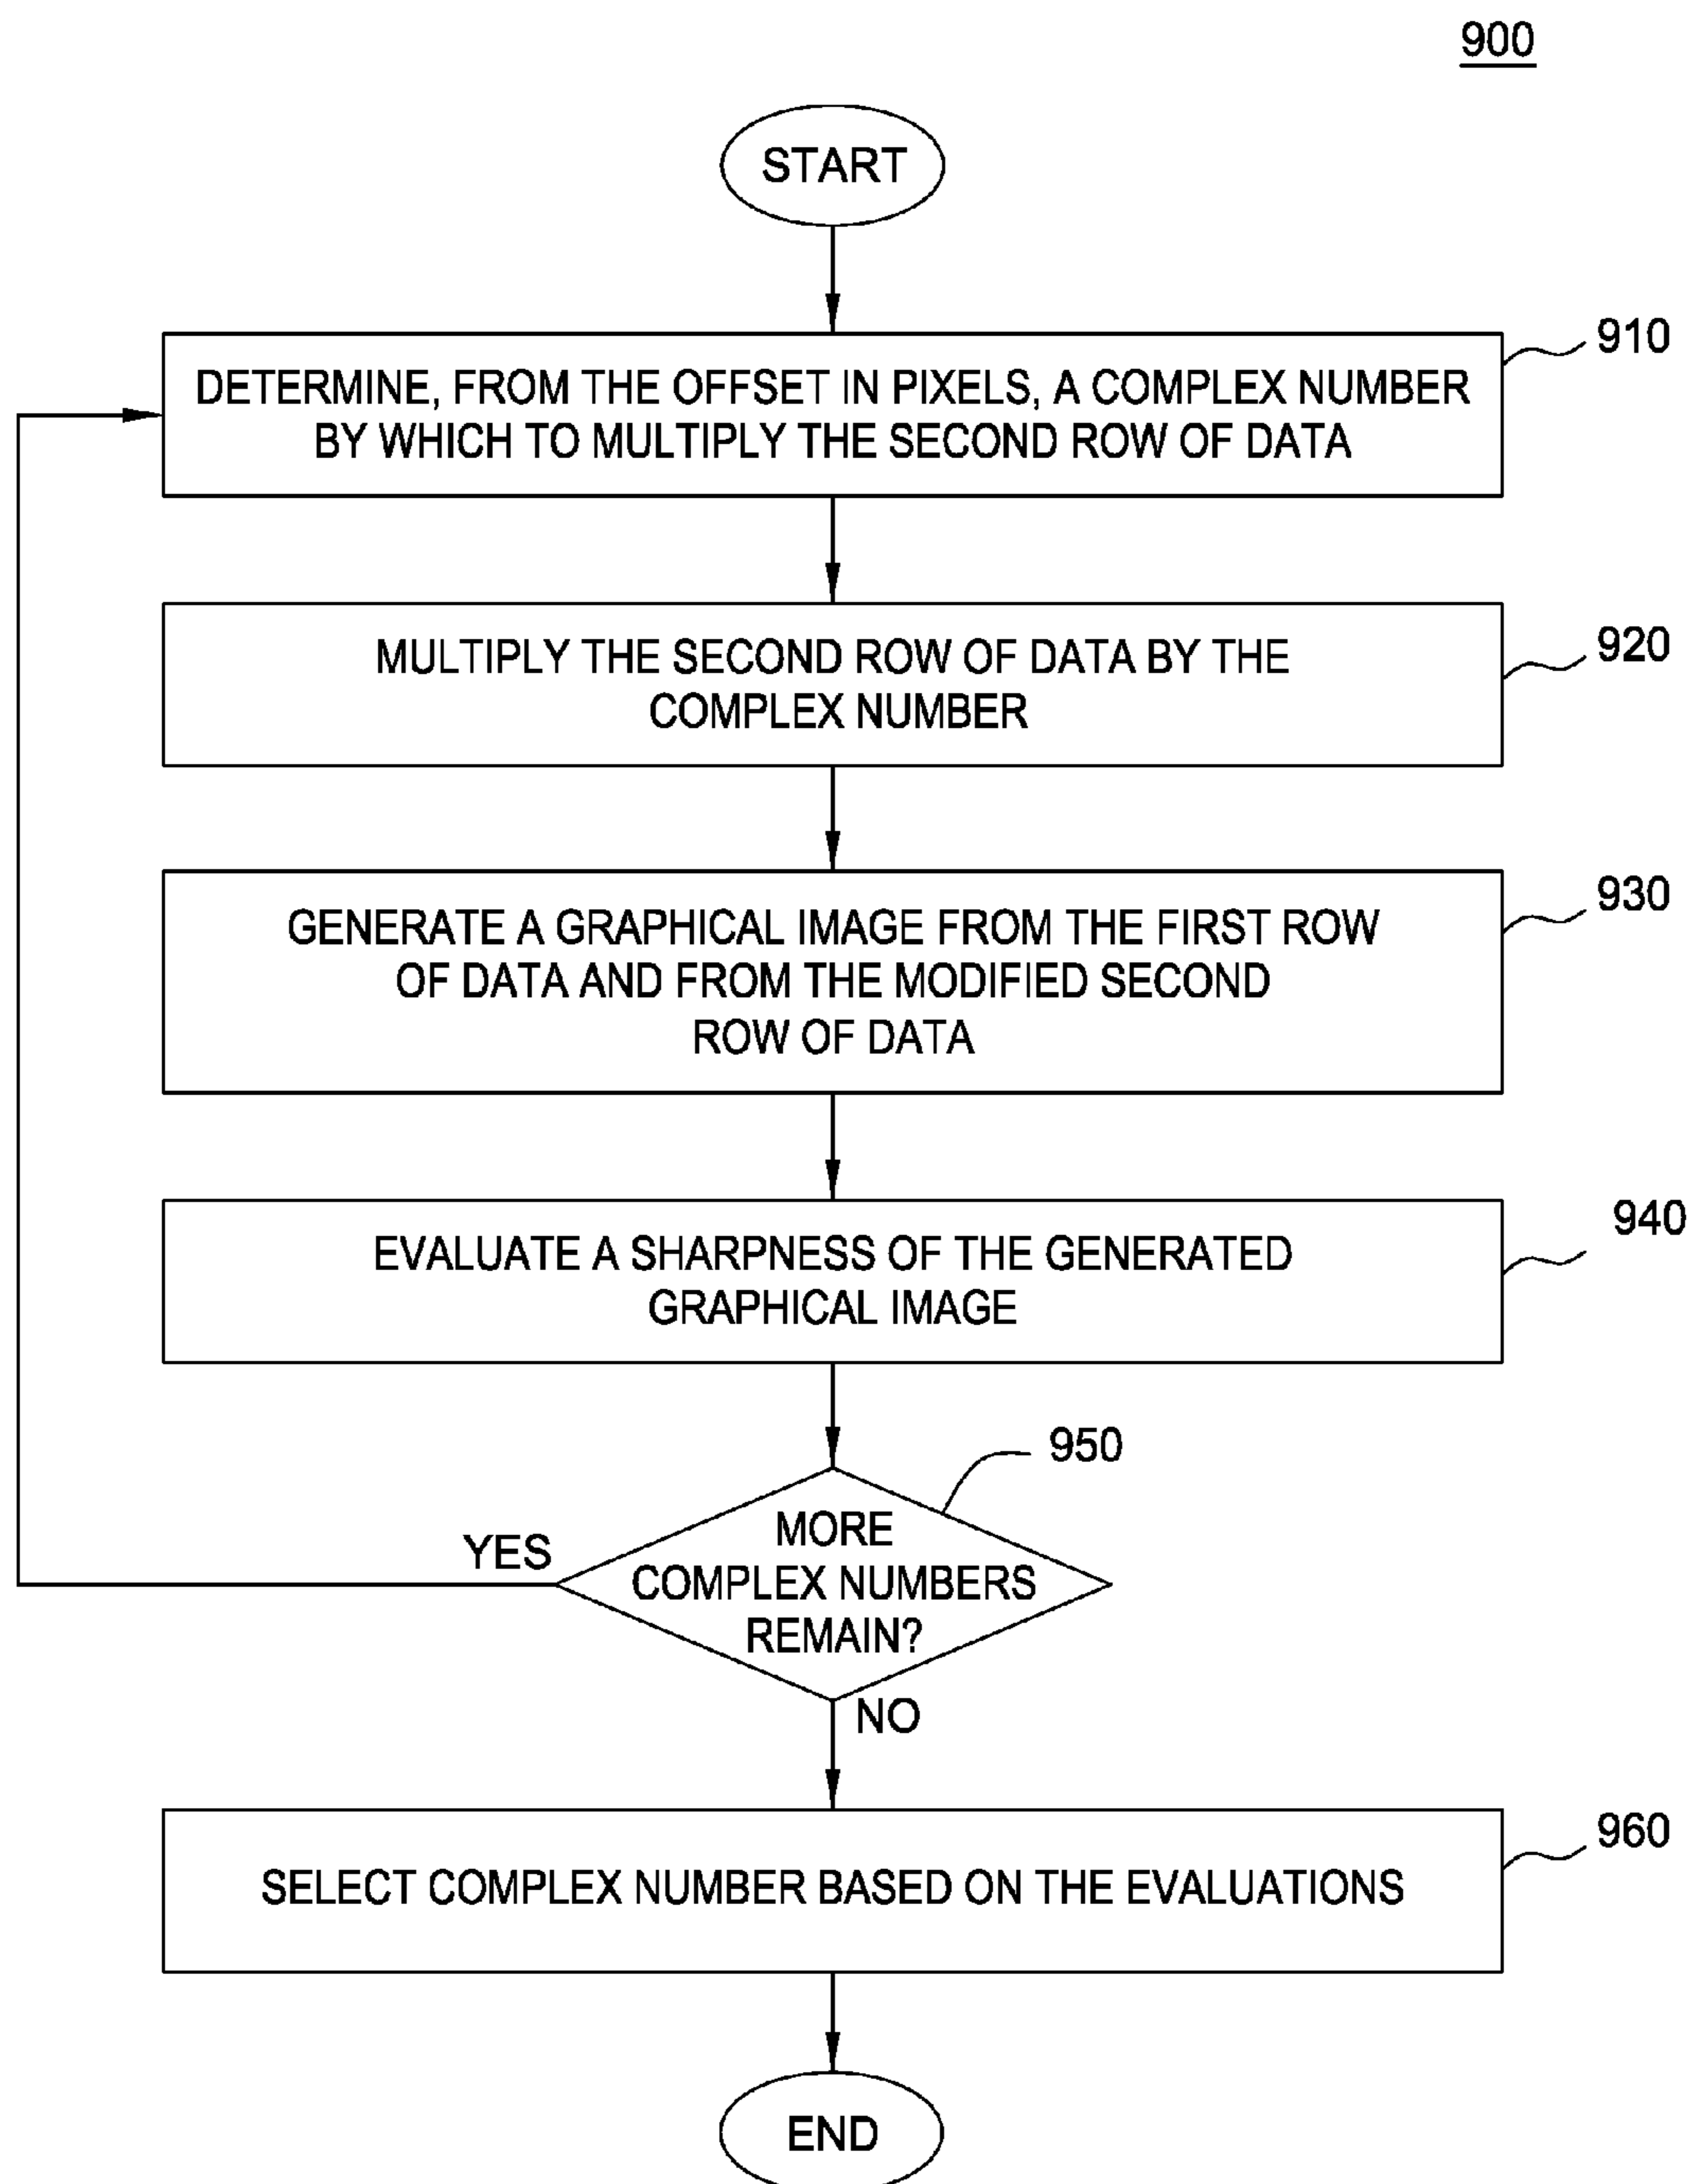 900
START
910
DETERMINE, FROM THE OFFSET IN PIXELS, A COMPLEX NUMBER
BY WHICH TO MULTIPLY THE SECOND ROW OF DATA
920
MULTIPLY THE SECOND ROW OF DATA BY THE
COMPLEX NUMBER
930
GENERATE A GRAPHICAL IMAGE FROM THE FIRST ROW
OF DATA AND FROM THE MODIFIED SECOND
ROW OF DATA
940
EVALUATE A SHARPNESS OF THE GENERATED
GRAPHICAL IMAGE
950
MORE
COMPLEX NUMBERS
REMAIN?
YES
NO
960
SELECT COMPLEX NUMBER BASED ON THE EVALUATIONS
END